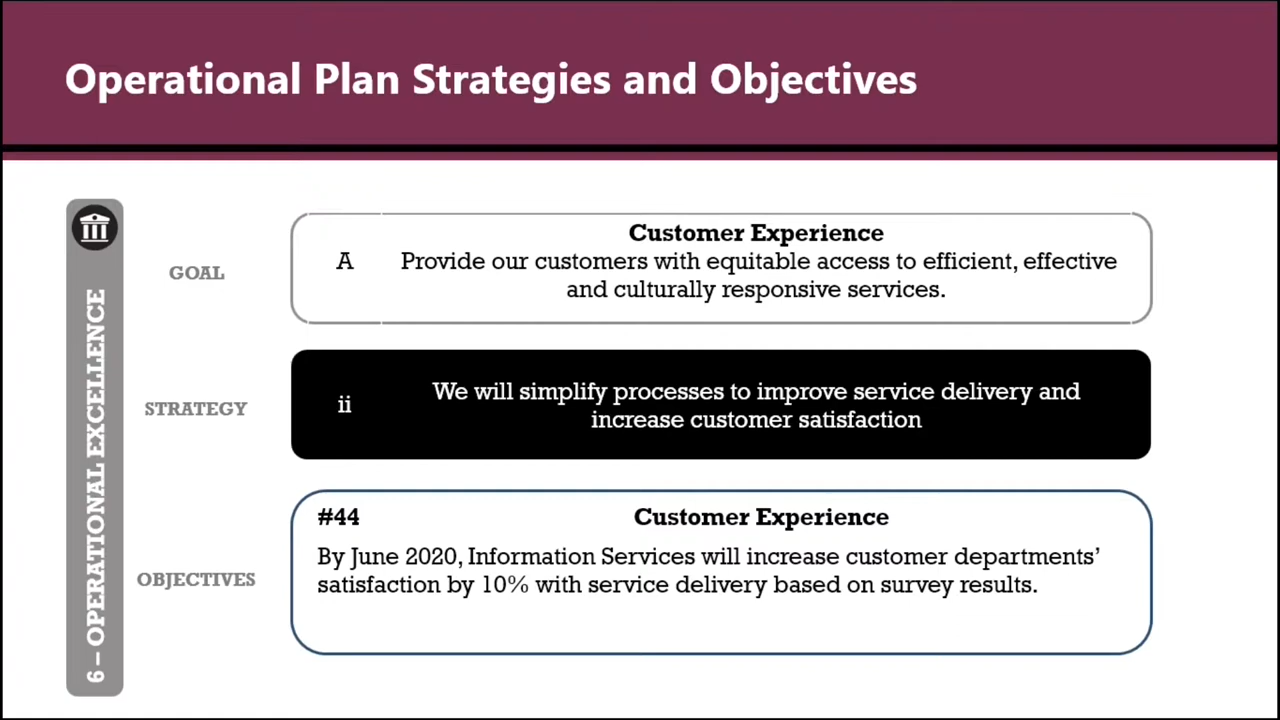 Operational Plan Strategies and Objectives
6 – OPERATIONAL EXCELLENCE
GOAL
A
Customer Experience
Provide our customers with equitable access to efficient, effective
and culturally responsive services.
STRATEGY
ii
We will simplify processes to improve service delivery and
increase customer satisfaction
OBJECTIVES
#44 Customer Experience
By June 2020, Information Services will increase customer departments’
satisfaction by 10% with service delivery based on survey results.